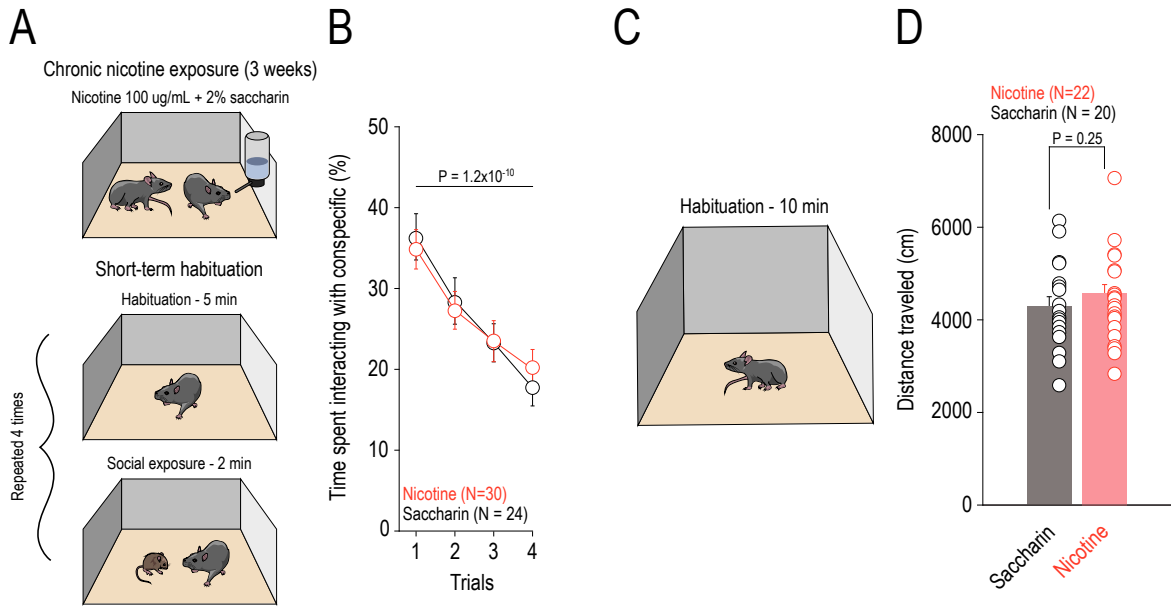 A
Chronic nicotine exposure (3 weeks)
Nicotine 100 ug/mL + 2% saccharin
Short-term habituation
Habituation - 5 min
Repeated 4 times
Social exposure - 2 min
B
Time spent interacting with conspecific (%)
50
40
30
20
10
0
P = 1.2x10-10
Nicotine (N=30)
Saccharin (N = 24)
1 2 3 4
Trials
C
Habituation - 10 min
D
Nicotine (N=22)
Saccharin (N = 20)
P = 0.25
Distance traveled (cm)
8000
6000
4000
2000
0
Saccharin
Nicotine